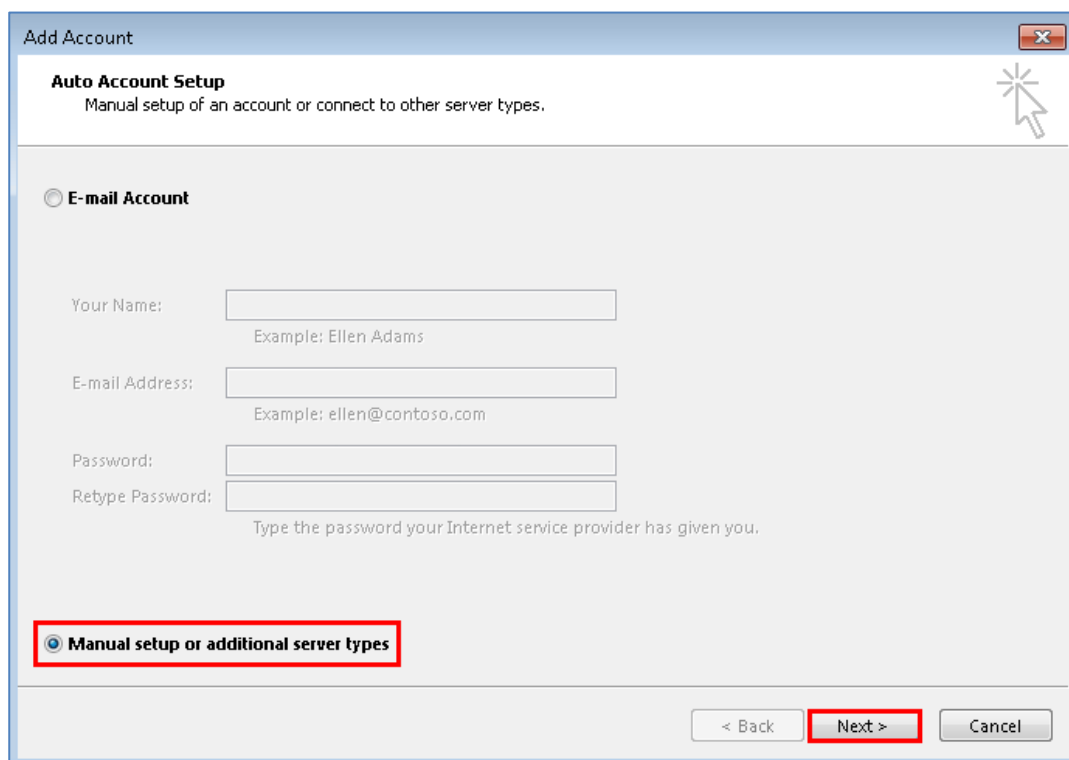 Add Account
Auto Account Setup
Manual setup of an account or connect to other server types.
E-mail Account
Your Name:
Example: Ellen Adams
E-mail Address:
Example: ellen@contoso.com
Password:
Retype Password:
Type the password your Internet service provider has given you.
Manual setup or additional server types
< Back Next > Cancel